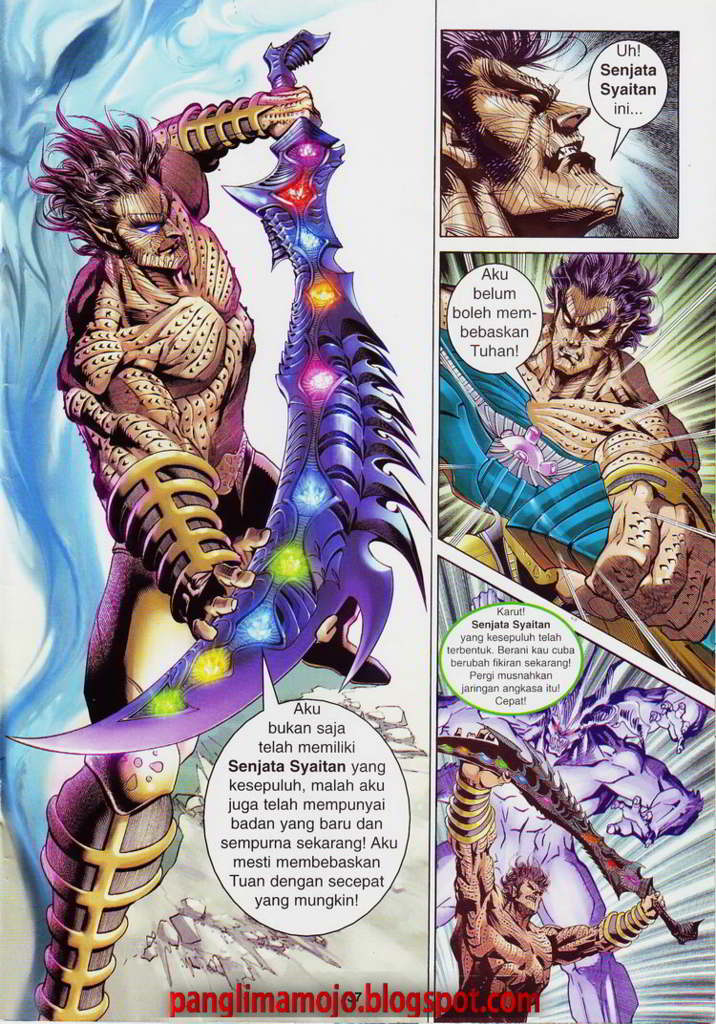 Aku
bukan saja
telah memiliki
Senjata Syaitan yang
kesepuluh, malah aku
juga telah mempunyai
badan yang baru dan
sempurna sekarang! Aku
mesti membebaskan
Tuan dengan secepat
yang mungkin!
Uh!
Senjata
Syaitan
ini...
Aku
belum
boleh mem-
bebaskan
Tuhan!
Karut!
Senjata Syaitan
yang kesepuluh telah
terbentuk. Berani kau cuba
berubah fikiran sekarang!
Pergi musnahkan
jaringan angkasa itu!
Cepat!
panglimamojo.blogspot.com